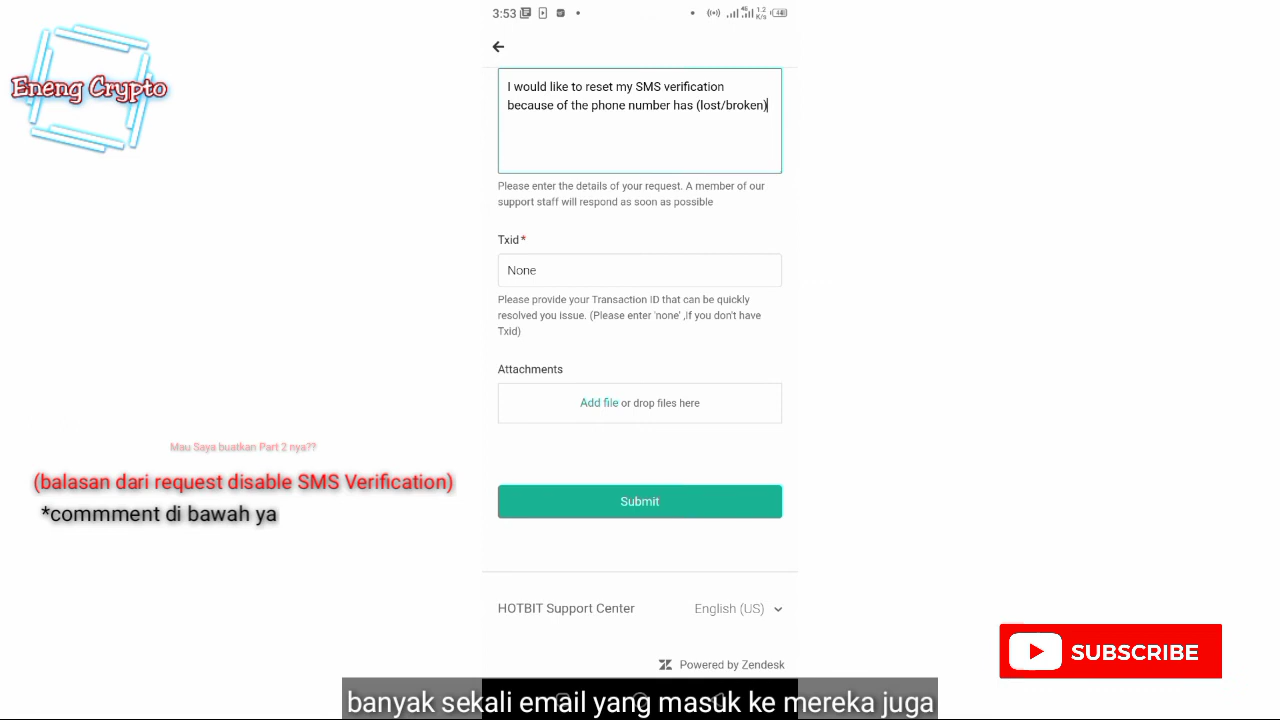 3:53
4G
1.2
K/s
Eneng Crypto
I would like to reset my SMS verification
because of the phone number has (lost/broken)
Please enter the details of your request. A member of our
support staff will respond as soon as possible
Txid*
None
Please provide your Transaction ID that can be quickly
resolved you issue. (Please enter 'none' ,if you don't have
Txid)
Attachments
Add file or drop files here
Submit
Mau Saya buatkan Part 2 nya??
(balasan dari request disable SMS Verification)
*commment di bawah ya
HOTBIT Support Center
English (US)
Powered by Zendesk
SUBSCRIBE
banyak sekali email yang masuk ke mereka juga